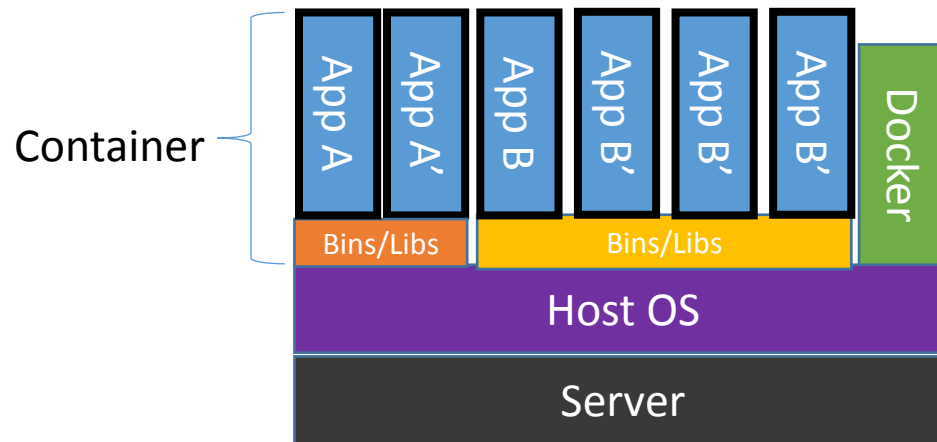 Container
App A
App A’
App B
App B’
App B’
App B’
Docker
Bins/Libs
Bins/Libs
Host OS
Server